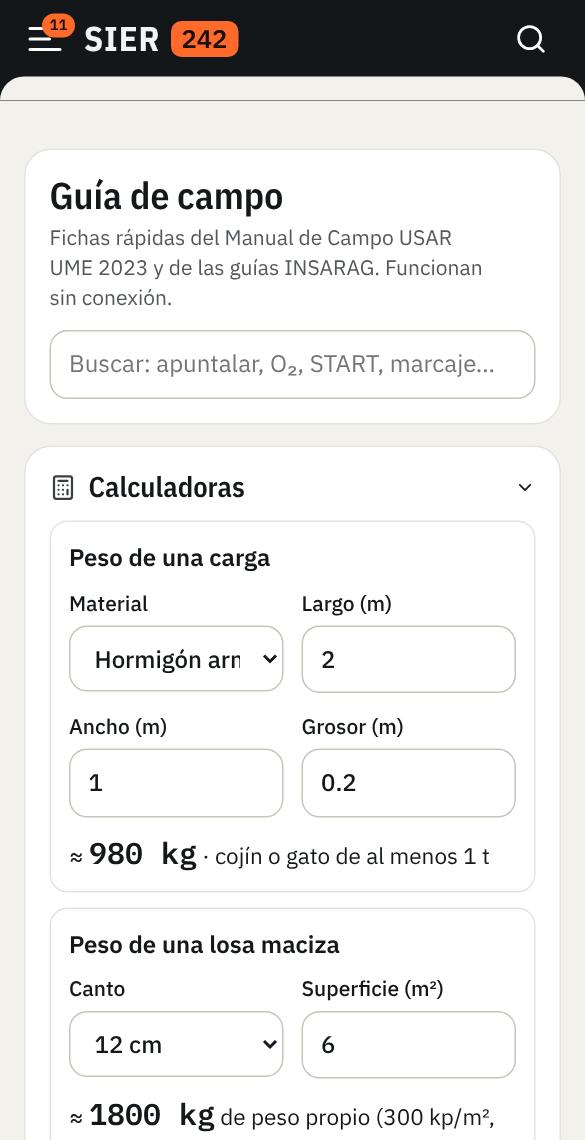 11
SIER 242
Guía de campo
Fichas rápidas del Manual de Campo USAR
UME 2023 y de las guías INSARAG. Funcionan
sin conexión.
Buscar: apuntalar, O₂, START, marcaje...
Calculadoras
Peso de una carga
Material Largo (m)
Hormigón arn 2
Ancho (m) Grosor (m)
1 0.2
≈ 980 kg · cojín o gato de al menos 1 t
Peso de una losa maciza
Canto Superficie (m²)
12 cm 6
≈ 1800 kg de peso propio (300 kp/m²,